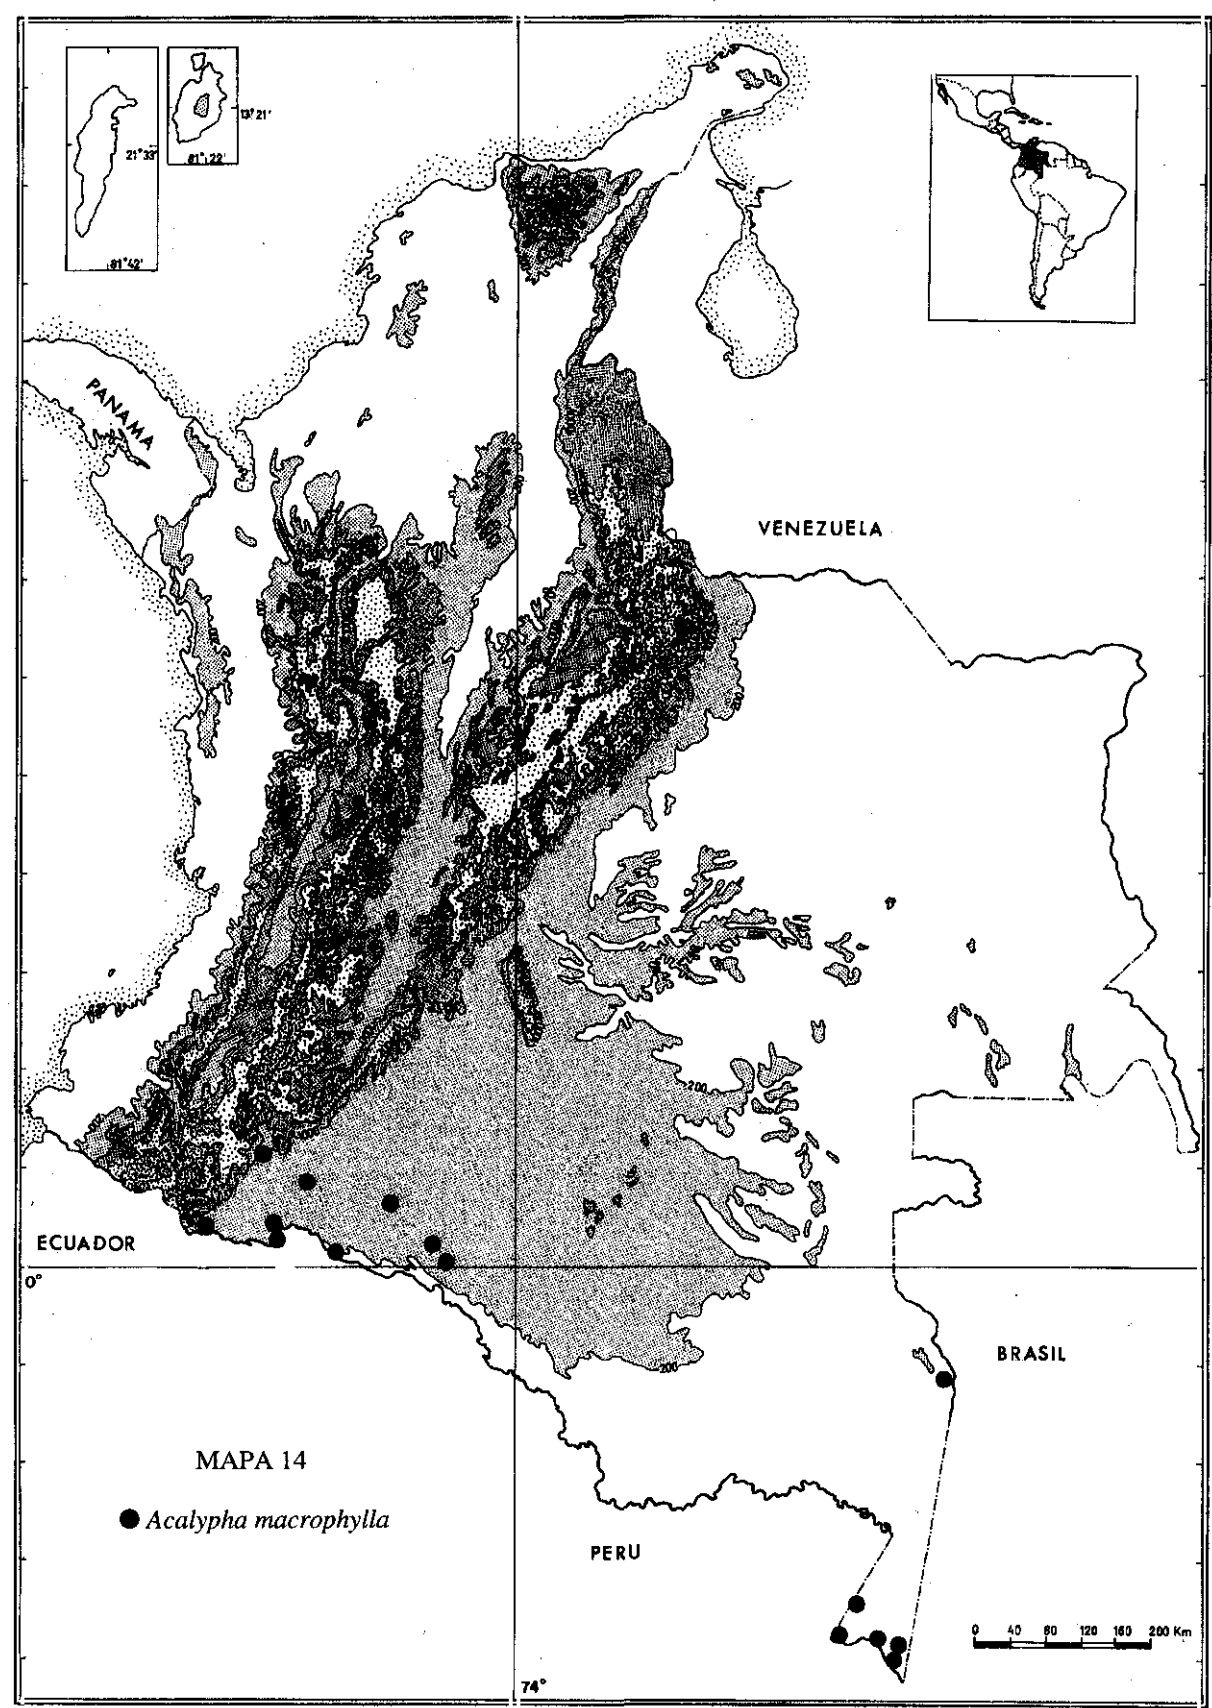 21°33'
81°42'
13°21'
81°22'
PANAMA
VENEZUELA
200
ECUADOR
0°
200
BRASIL
MAPA 14
Acalypha macrophylla
PERU
0 40 80 120 160 200 Km
74°